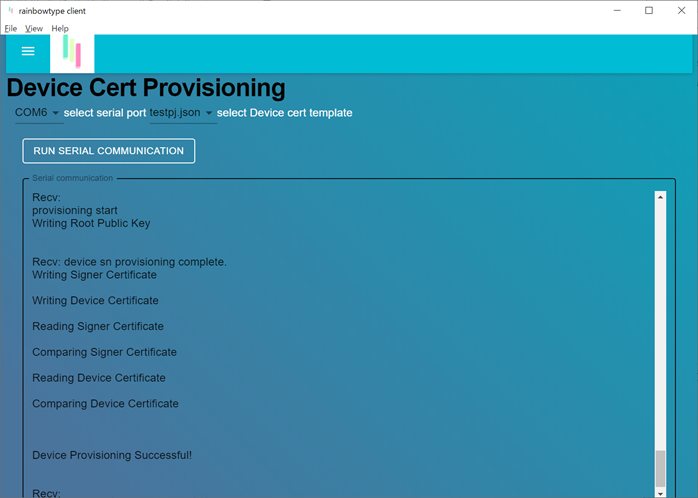 rainbowtype client
File View Help
Device Cert Provisioning
COM6 select serial port testpj.json select Device cert template
RUN SERIAL COMMUNICATION
Serial communication
Recv:
provisioning start
Writing Root Public Key
Recv: device sn provisioning complete.
Writing Signer Certificate
Writing Device Certificate
Reading Signer Certificate
Comparing Signer Certificate
Reading Device Certificate
Comparing Device Certificate
Device Provisioning Successful!
Recv: